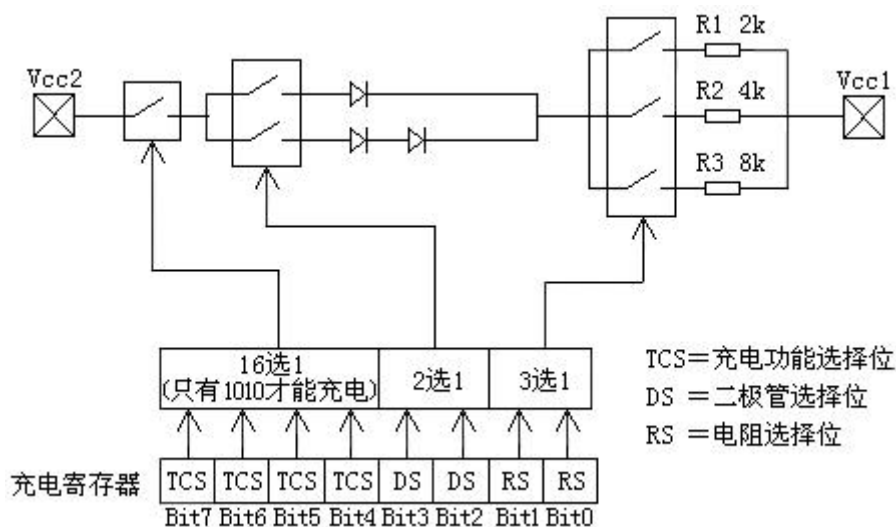 R1 2k
Vcc2
Vcc1
R2 4k
R3 8k
16选1
(只有1010才能充电)
2选1
3选1
TCS=充电功能选择位
DS =二极管选择位
RS =电阻选择位
充电寄存器
TCS TCS TCS TCS DS DS RS RS
Bit7 Bit6 Bit5 Bit4 Bit3 Bit2 Bit1 Bit0